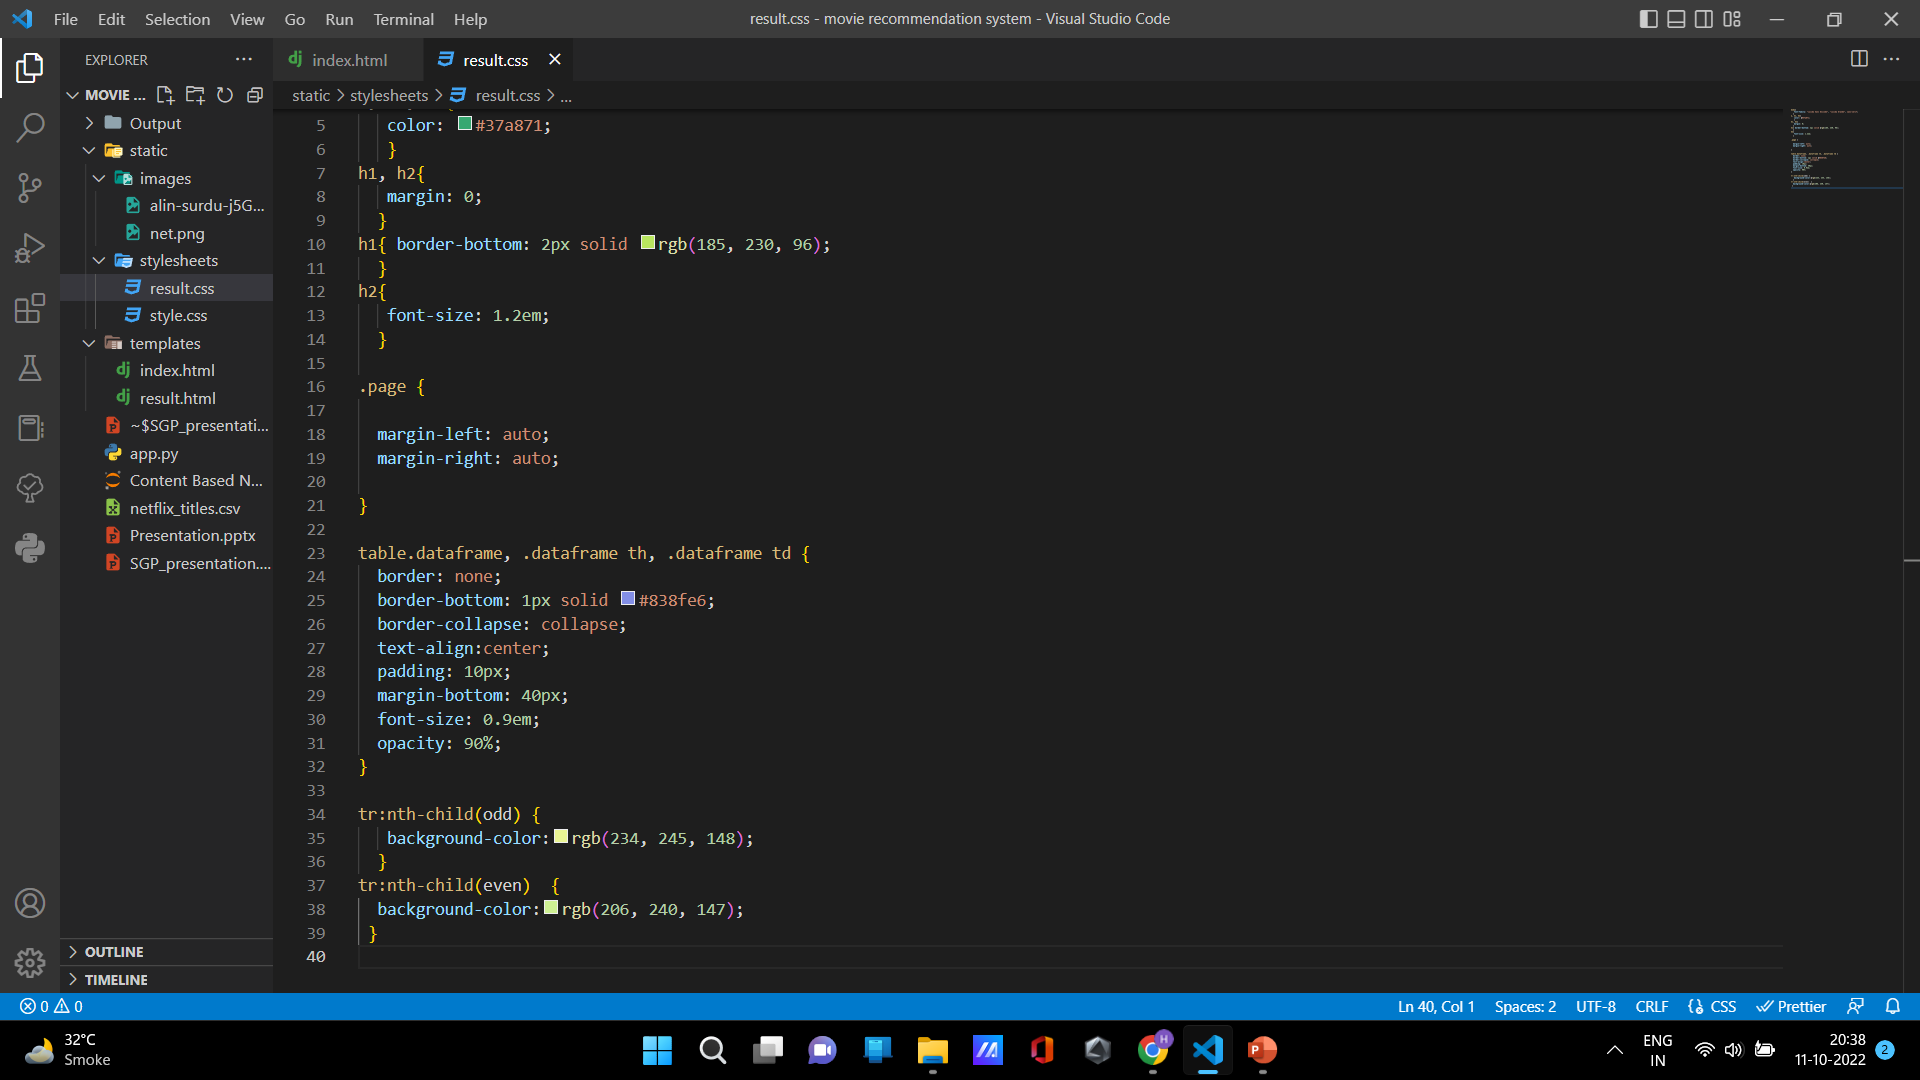 File Edit Selection View Go Run Terminal Help
result.css - movie recommendation system - Visual Studio Code
EXPLORER
MOVIE ...
Output
static
images
alin-surdu-j5G...
net.png
stylesheets
result.css
style.css
templates
index.html
result.html
~$SGP_presentati...
app.py
Content Based N...
netflix_titles.csv
Presentation.pptx
SGP_presentation....
OUTLINE
TIMELINE
index.html result.css
static > stylesheets > result.css > ...
5 color: #37a871;
6 }
7 h1, h2{
8 margin: 0;
9 }
10 h1{ border-bottom: 2px solid rgb(185, 230, 96);
11 }
12 h2{
13 font-size: 1.2em;
14 }
15
16 .page {
17
18 margin-left: auto;
19 margin-right: auto;
20
21 }
22
23 table.dataframe, .dataframe th, .dataframe td {
24 border: none;
25 border-bottom: 1px solid #838fe6;
26 border-collapse: collapse;
27 text-align:center;
28 padding: 10px;
29 margin-bottom: 40px;
30 font-size: 0.9em;
31 opacity: 90%;
32 }
33
34 tr:nth-child(odd) {
35 background-color:rgb(234, 245, 148);
36 }
37 tr:nth-child(even) {
38 background-color:rgb(206, 240, 147);
39 }
40
0 0
Ln 40, Col 1 Spaces: 2 UTF-8 CRLF CSS Prettier
32°C
Smoke
H
ENG
IN
20:38
11-10-2022
2